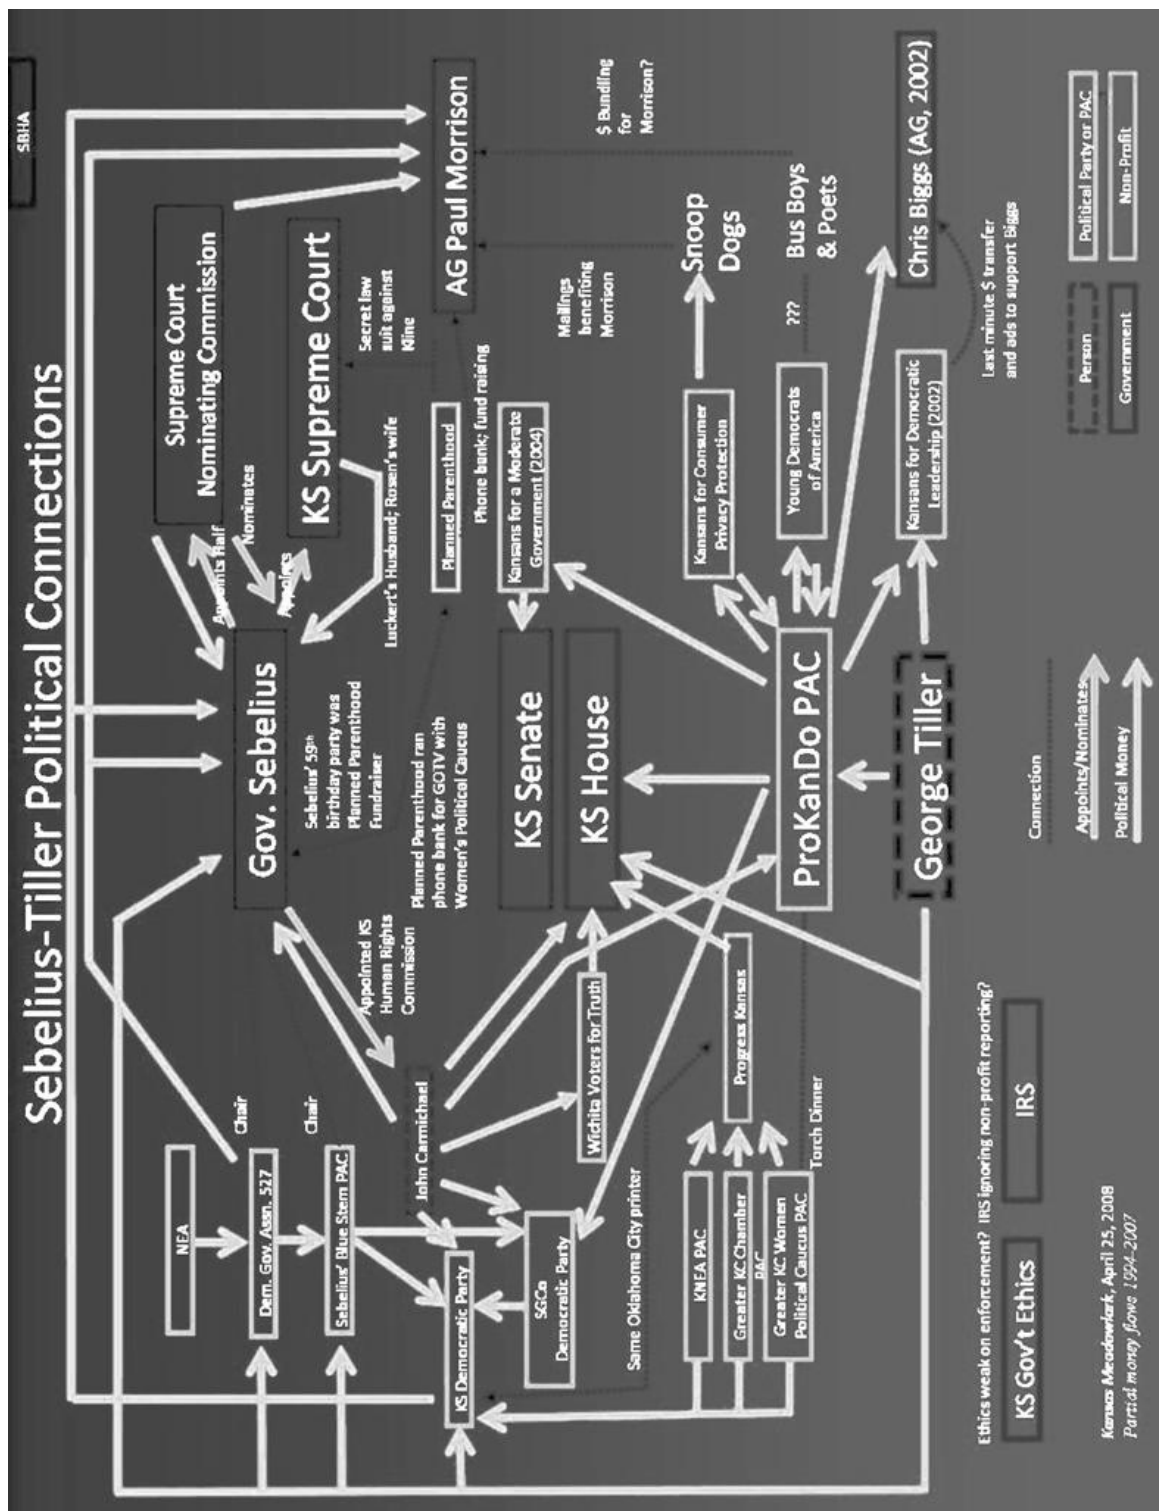 Sebelius-Tiller Political Connections
SBHA
NEA
Dem. Gov. Assn. 527
Chair
Sebelius' Blue Stem PAC
Chair
KS Democratic Party
SGCo
Democratic Party
John Carmichael
Appointed KS
Human Rights
Commission
Gov. Sebelius
Appoints Half
Nominates
Appoints
Supreme Court
Nominating Commission
KS Supreme Court
Luckert's Husband; Rosen's wife
Secret law
suit against
Kline
AG Paul Morrison
Sebelius' 59th
birthday party was
Planned Parenthood
Fundraiser
Planned Parenthood ran
phone bank for GOTV with
Women's Political Caucus
Planned Parenthood
Phone bank; fund raising
Kansans for a Moderate
Government (2004)
KS Senate
KS House
Wichita Voters for Truth
Same Oklahoma City printer
Mailings
benefiting
Morrison
$ Bundling
for
Morrison?
KNEA PAC
Greater KC Chamber
PAC
Greater KC Women
Political Caucus PAC
Progress Kansas
Torch Dinner
Kansans for Consumer
Privacy Protection
Snoop
Dogs
ProKanDo PAC
Young Democrats
of America
???
Bus Boys
& Poets
George Tiller
Kansans for Democratic
Leadership (2002)
Chris Biggs (AG, 2002)
Last minute $ transfer
and ads to support Biggs
Ethics weak on enforcement? IRS ignoring non-profit reporting?
KS Gov't Ethics
IRS
Connection
Appoints/Nominates
Political Money
Person
Government
Political Party or PAC
Non-Profit
Kansas Meadowlark, April 25, 2008
Partial money flows 1994-2007